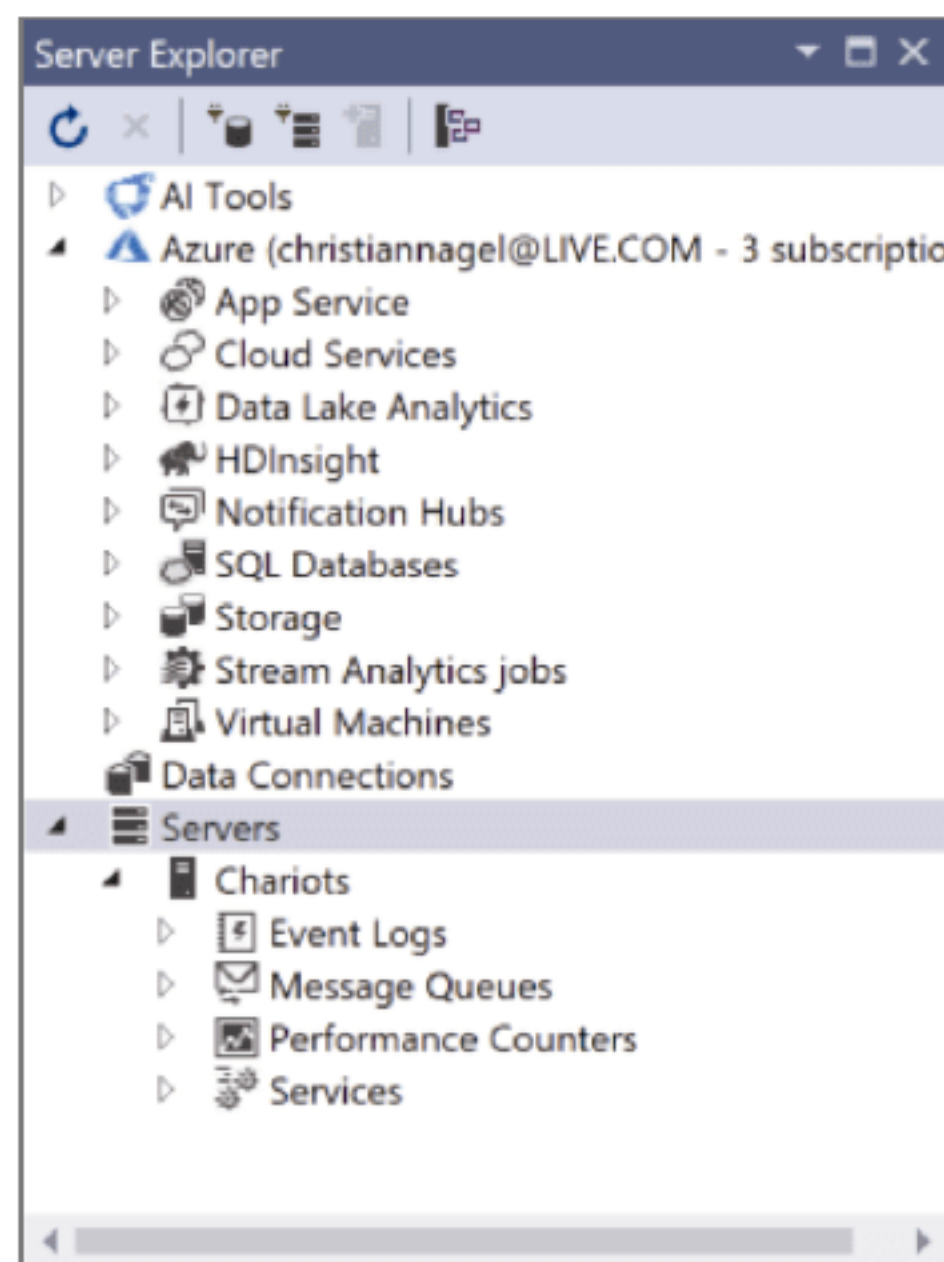 Server Explorer
AI Tools
Azure (christiannagel@LIVE.COM - 3 subscriptio
App Service
Cloud Services
Data Lake Analytics
HDInsight
Notification Hubs
SQL Databases
Storage
Stream Analytics jobs
Virtual Machines
Data Connections
Servers
Chariots
Event Logs
Message Queues
Performance Counters
Services